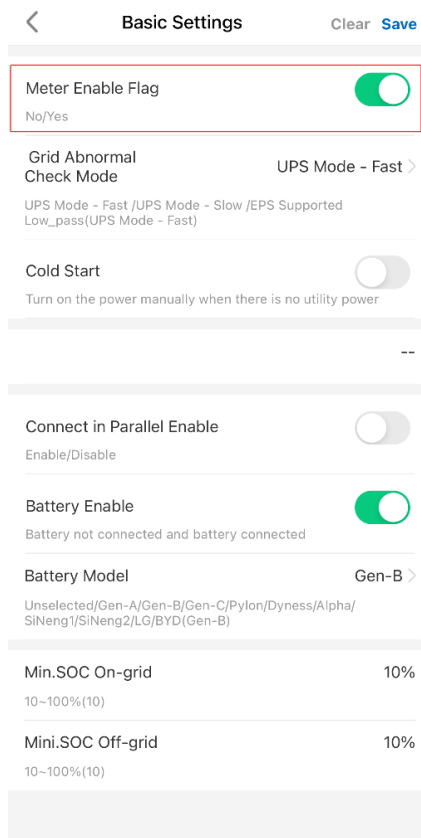 Basic Settings Clear Save
Meter Enable Flag
No/Yes
Grid Abnormal
Check Mode
UPS Mode - Fast
UPS Mode - Fast /UPS Mode - Slow /EPS Supported
Low_pass(UPS Mode - Fast)
Cold Start
Turn on the power manually when there is no utility power
--
Connect in Parallel Enable
Enable/Disable
Battery Enable
Battery not connected and battery connected
Battery Model Gen-B
Unselected/Gen-A/Gen-B/Gen-C/Pylon/Dyness/Alpha/
SiNeng1/SiNeng2/LG/BYD(Gen-B)
Min.SOC On-grid 10%
10~100%(10)
Mini.SOC Off-grid 10%
10~100%(10)